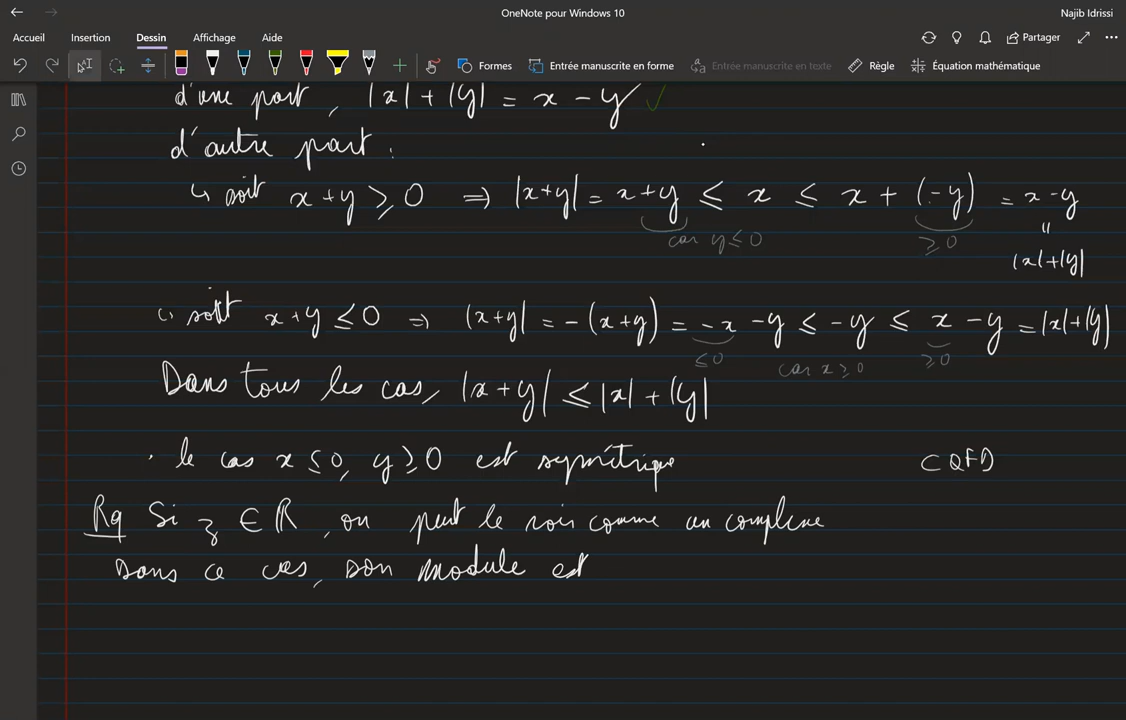 OneNote pour Windows 10
Najib Idrissi
Accueil Insertion Dessin Affichage Aide
Partager
Formes Entrée manuscrite en forme Entrée manuscrite en texte Règle Équation mathématique
d'une part, |x| + |y| = x - y ✓
d'autre part :
↳ soit x+y ≥ 0 ⇒ |x+y| = x+y ≤ x ≤ x + (-y) = x-y
car y ≤ 0 ≥ 0 "
|x|+|y|
↳ soit x+y ≤ 0 ⇒ |x+y| = -(x+y) = -x -y ≤ -y ≤ x -y = |x|+|y|
≤0 car x ≥ 0 ≥0
Dans tous les cas, |x+y| ≤ |x| + |y|
. le cas x ≤ 0, y ≥ 0 est symétrique CQFD
Rq Si z ∈ ℝ, on peut le voir comme un complexe
Dans ce cas, son module est